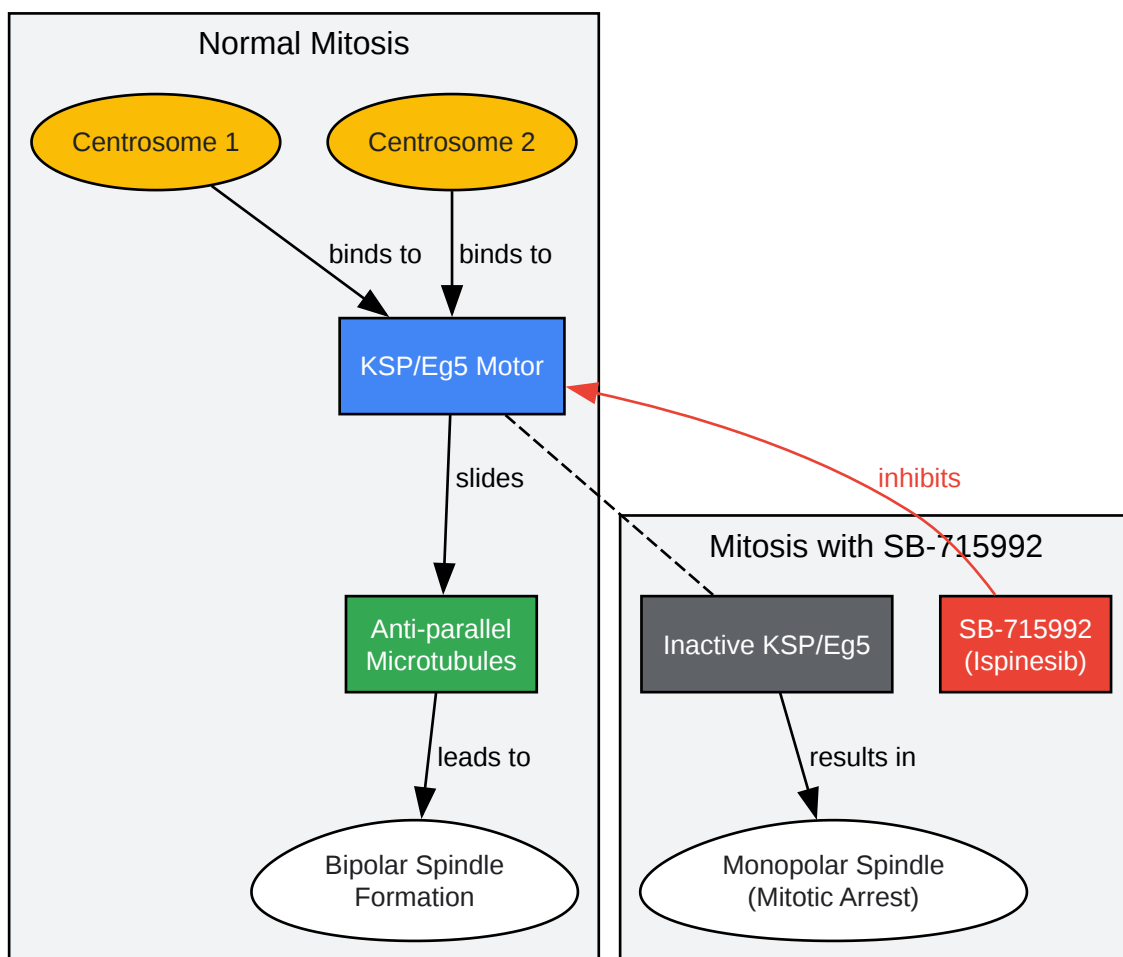 Normal Mitosis
Centrosome 1
Centrosome 2
binds to
binds to
KSP/Eg5 Motor
slides
inhibits
Anti-parallel
Microtubules
leads to
Bipolar Spindle
Formation
Mitosis with SB-715992
Inactive KSP/Eg5
SB-715992
(Ispinesib)
results in
Monopolar Spindle
(Mitotic Arrest)